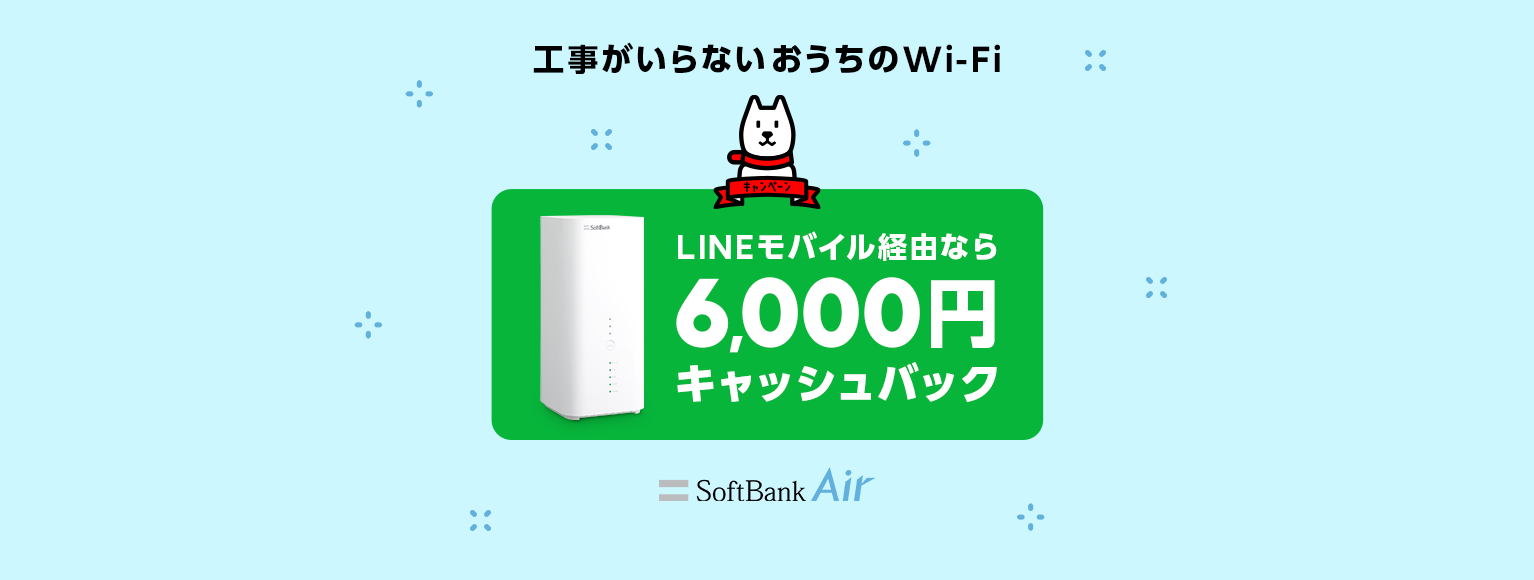 工事がいらない おうちのWi-Fi
キャンペーン
SoftBank
LINEモバイル経由なら
6,000円
キャッシュバック
SoftBank Air